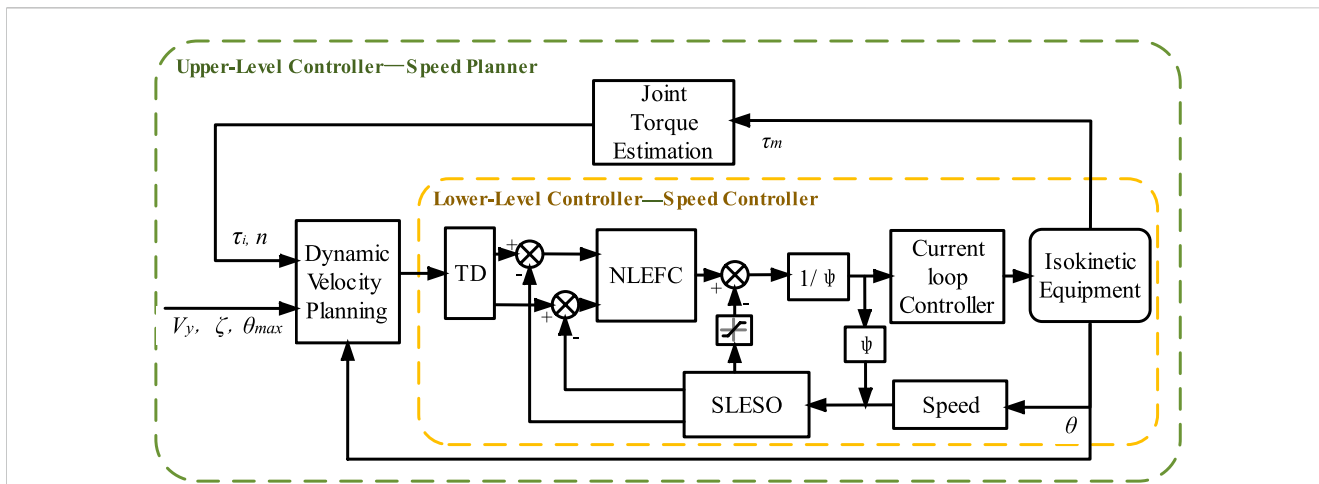 Upper-Level Controller—Speed Planner
Joint
Torque
Estimation
τm
Lower-Level Controller—Speed Controller
τi, n
Dynamic
Velocity
Planning
Vy, ζ, θmax
TD
+
-
+
-
NLEFC
+
-
1/ ψ
ψ
Current
loop
Controller
Isokinetic
Equipment
SLESO
Speed
θ